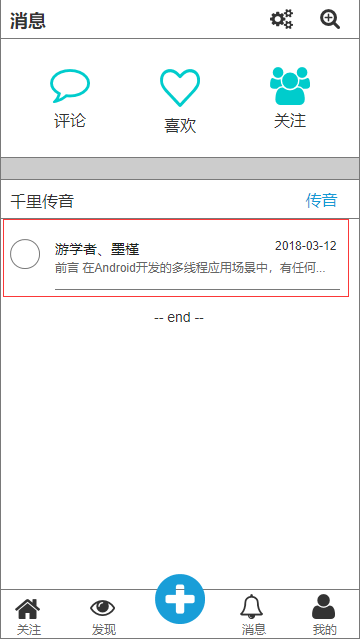 消息
评论
喜欢
关注
千里传音
传音
游学者、墨槿
2018-03-12
前言 在Android开发的多线程应用场景中，有任何...
-- end --
关注
发现
消息
我的